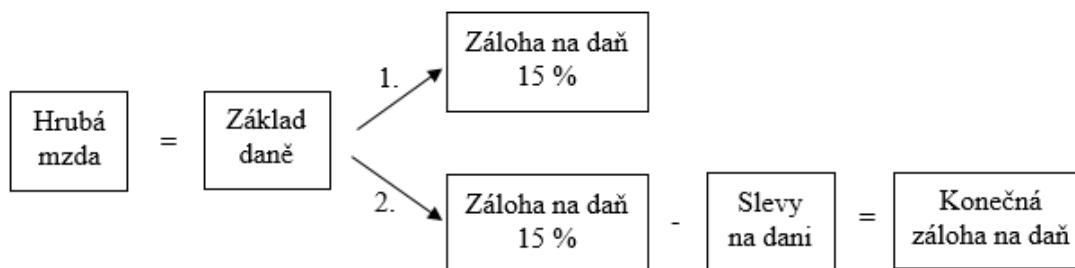 Hrubá
mzda
=
Základ
daně
1.
Záloha na daň
15 %
2.
Záloha na daň
15 %
-
Slevy
na dani
=
Konečná
záloha na daň